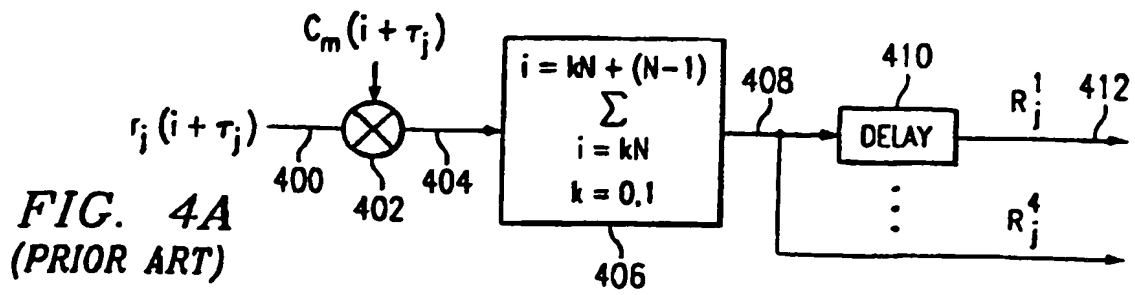 C_m(i + τ_j)
r_j(i + τ_j)
400
402
404
i = kN + (N-1)
Σ
i = kN
k = 0,1
406
408
410
DELAY
R_j^1
412
R_j^4
FIG. 4A
(PRIOR ART)